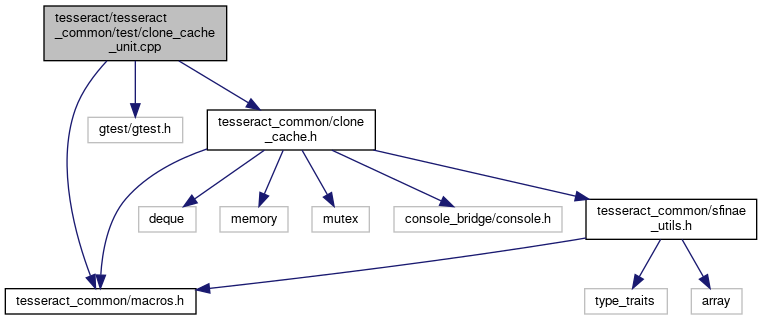 tesseract/tesseract
_common/test/clone_cache
_unit.cpp
gtest/gtest.h
tesseract_common/clone
_cache.h
deque
memory
mutex
console_bridge/console.h
tesseract_common/sfinae
_utils.h
tesseract_common/macros.h
type_traits
array